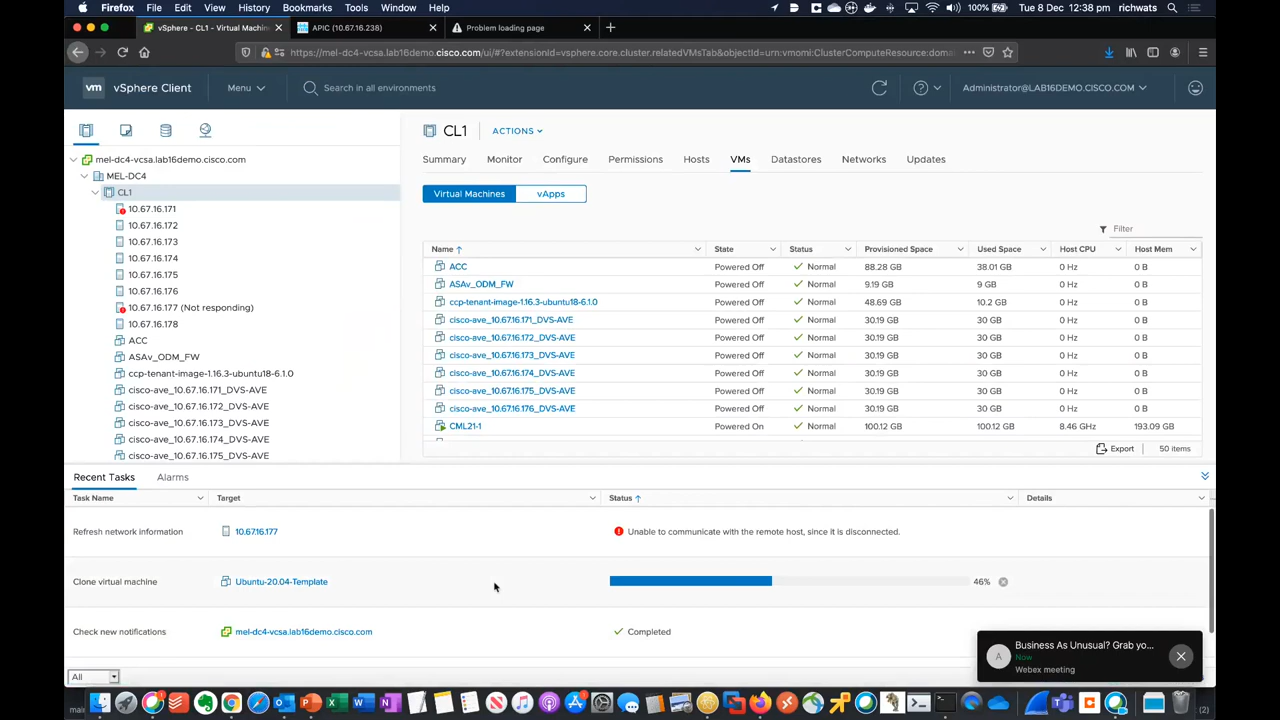 Firefox File Edit View History Bookmarks Tools Window Help 100% Tue 8 Dec 12:38 pm richwats
vSphere - CL1 - Virtual Machin APIC (10.67.16.238) Problem loading page
https://mel-dc4-vcsa.lab16demo.cisco.com/ui/#?extensionId=vsphere.core.cluster.relatedVMsTab&objectId=urn:vmomi:ClusterComputeResource:doma
vm vSphere Client Menu Search in all environments Administrator@LAB16DEMO.CISCO.COM
mel-dc4-vcsa.lab16demo.cisco.com
MEL-DC4
CL1
10.67.16.171
10.67.16.172
10.67.16.173
10.67.16.174
10.67.16.175
10.67.16.176
10.67.16.177 (Not responding)
10.67.16.178
ACC
ASAv_ODM_FW
ccp-tenant-image-1.16.3-ubuntu18-6.1.0
cisco-ave_10.67.16.171_DVS-AVE
cisco-ave_10.67.16.172_DVS-AVE
cisco-ave_10.67.16.173_DVS-AVE
cisco-ave_10.67.16.174_DVS-AVE
cisco-ave_10.67.16.175_DVS-AVE
CL1 ACTIONS
Summary Monitor Configure Permissions Hosts VMs Datastores Networks Updates
Virtual Machines vApps
Filter
Name State Status Provisioned Space Used Space Host CPU Host Mem
ACC Powered Off Normal 88.28 GB 38.01 GB 0 Hz 0 B
ASAv_ODM_FW Powered Off Normal 9.19 GB 9 GB 0 Hz 0 B
ccp-tenant-image-1.16.3-ubuntu18-6.1.0 Powered Off Normal 48.69 GB 10.2 GB 0 Hz 0 B
cisco-ave_10.67.16.171_DVS-AVE Powered Off Normal 30.19 GB 30 GB 0 Hz 0 B
cisco-ave_10.67.16.172_DVS-AVE Powered Off Normal 30.19 GB 30 GB 0 Hz 0 B
cisco-ave_10.67.16.173_DVS-AVE Powered Off Normal 30.19 GB 30 GB 0 Hz 0 B
cisco-ave_10.67.16.174_DVS-AVE Powered Off Normal 30.19 GB 30 GB 0 Hz 0 B
cisco-ave_10.67.16.175_DVS-AVE Powered Off Normal 30.19 GB 30 GB 0 Hz 0 B
cisco-ave_10.67.16.176_DVS-AVE Powered Off Normal 30.19 GB 30 GB 0 Hz 0 B
CML21-1 Powered On Normal 100.12 GB 100.12 GB 8.46 GHz 193.09 GB
Export 50 items
Recent Tasks Alarms
Task Name Target Status Details
Refresh network information 10.67.16.177 Unable to communicate with the remote host, since it is disconnected.
Clone virtual machine Ubuntu-20.04-Template 46%
Check new notifications mel-dc4-vcsa.lab16demo.cisco.com Completed
All
A Business As Unusual? Grab yo...
Now
Webex meeting
main
(2)